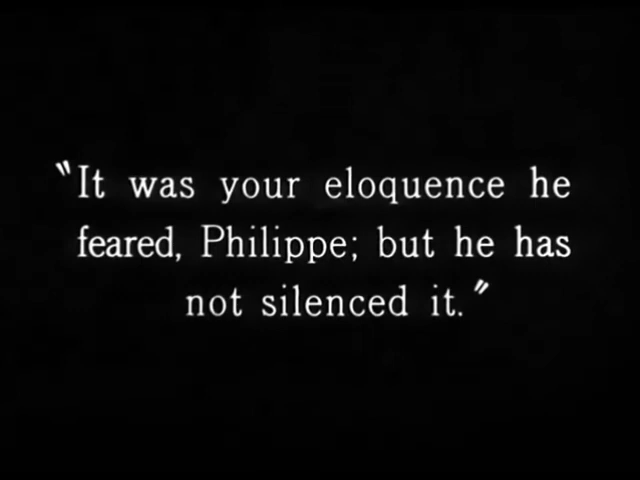 "It was your eloquence he
feared, Philippe; but he has
not silenced it."